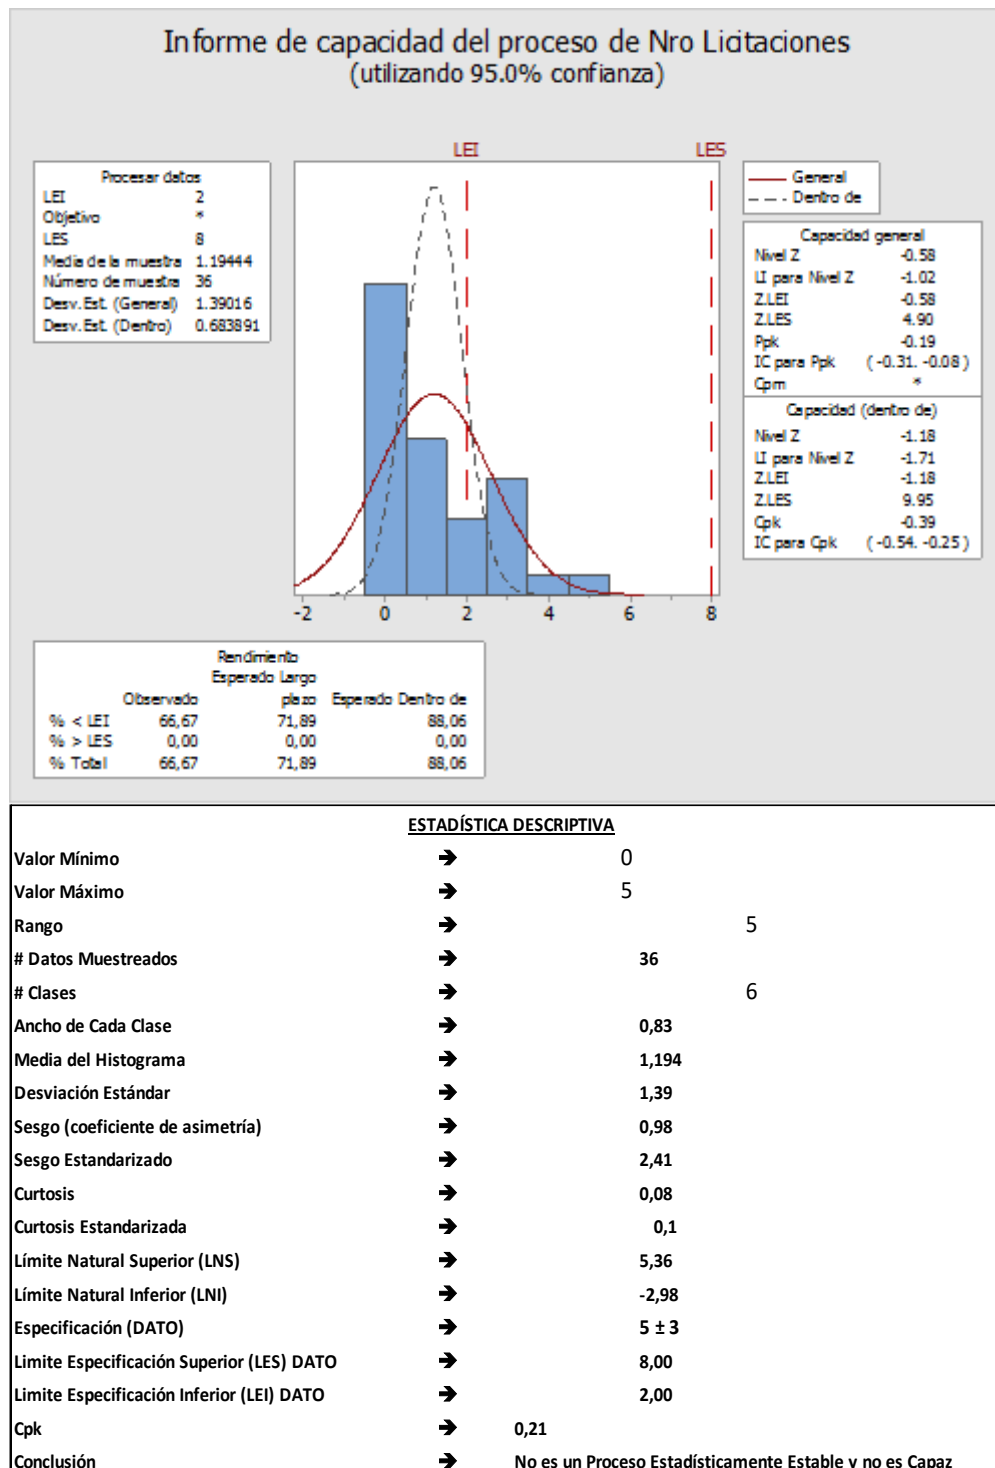 Informe de capacidad del proceso de Nro Licitaciones
(utilizando 95.0% confianza)
LEI LES
Procesar datos
LEI 2
Objetivo *
LES 8
Media de la muestra 1.19444
Número de muestra 36
Desv.Est. (General) 1.39016
Desv.Est. (Dentro) 0.683891
General
Dentro de
Capacidad general
Nivel Z -0.58
LI para Nivel Z -1.02
Z.LEI -0.58
Z.LES 4.90
Ppk -0.19
IC para Ppk (-0.31. -0.08)
Cpm *
Capacidad (dentro de)
Nivel Z -1.18
LI para Nivel Z -1.71
Z.LEI -1.18
Z.LES 9.95
Cpk -0.39
IC para Cpk (-0.54. -0.25)
-2 0 2 4 6 8
Rendimiento
Esperado Largo
Observado plazo Esperado Dentro de
% < LEI 66,67 71,89 88,06
% > LES 0,00 0,00 0,00
% Total 66,67 71,89 88,06
ESTADÍSTICA DESCRIPTIVA
Valor Mínimo ➔ 0
Valor Máximo ➔ 5
Rango ➔ 5
# Datos Muestreados ➔ 36
# Clases ➔ 6
Ancho de Cada Clase ➔ 0,83
Media del Histograma ➔ 1,194
Desviación Estándar ➔ 1,39
Sesgo (coeficiente de asimetría) ➔ 0,98
Sesgo Estandarizado ➔ 2,41
Curtosis ➔ 0,08
Curtosis Estandarizada ➔ 0,1
Límite Natural Superior (LNS) ➔ 5,36
Límite Natural Inferior (LNI) ➔ -2,98
Especificación (DATO) ➔ 5 ± 3
Limite Especificación Superior (LES) DATO ➔ 8,00
Limite Especificación Inferior (LEI) DATO ➔ 2,00
Cpk ➔ 0,21
Conclusión ➔ No es un Proceso Estadísticamente Estable y no es Capaz